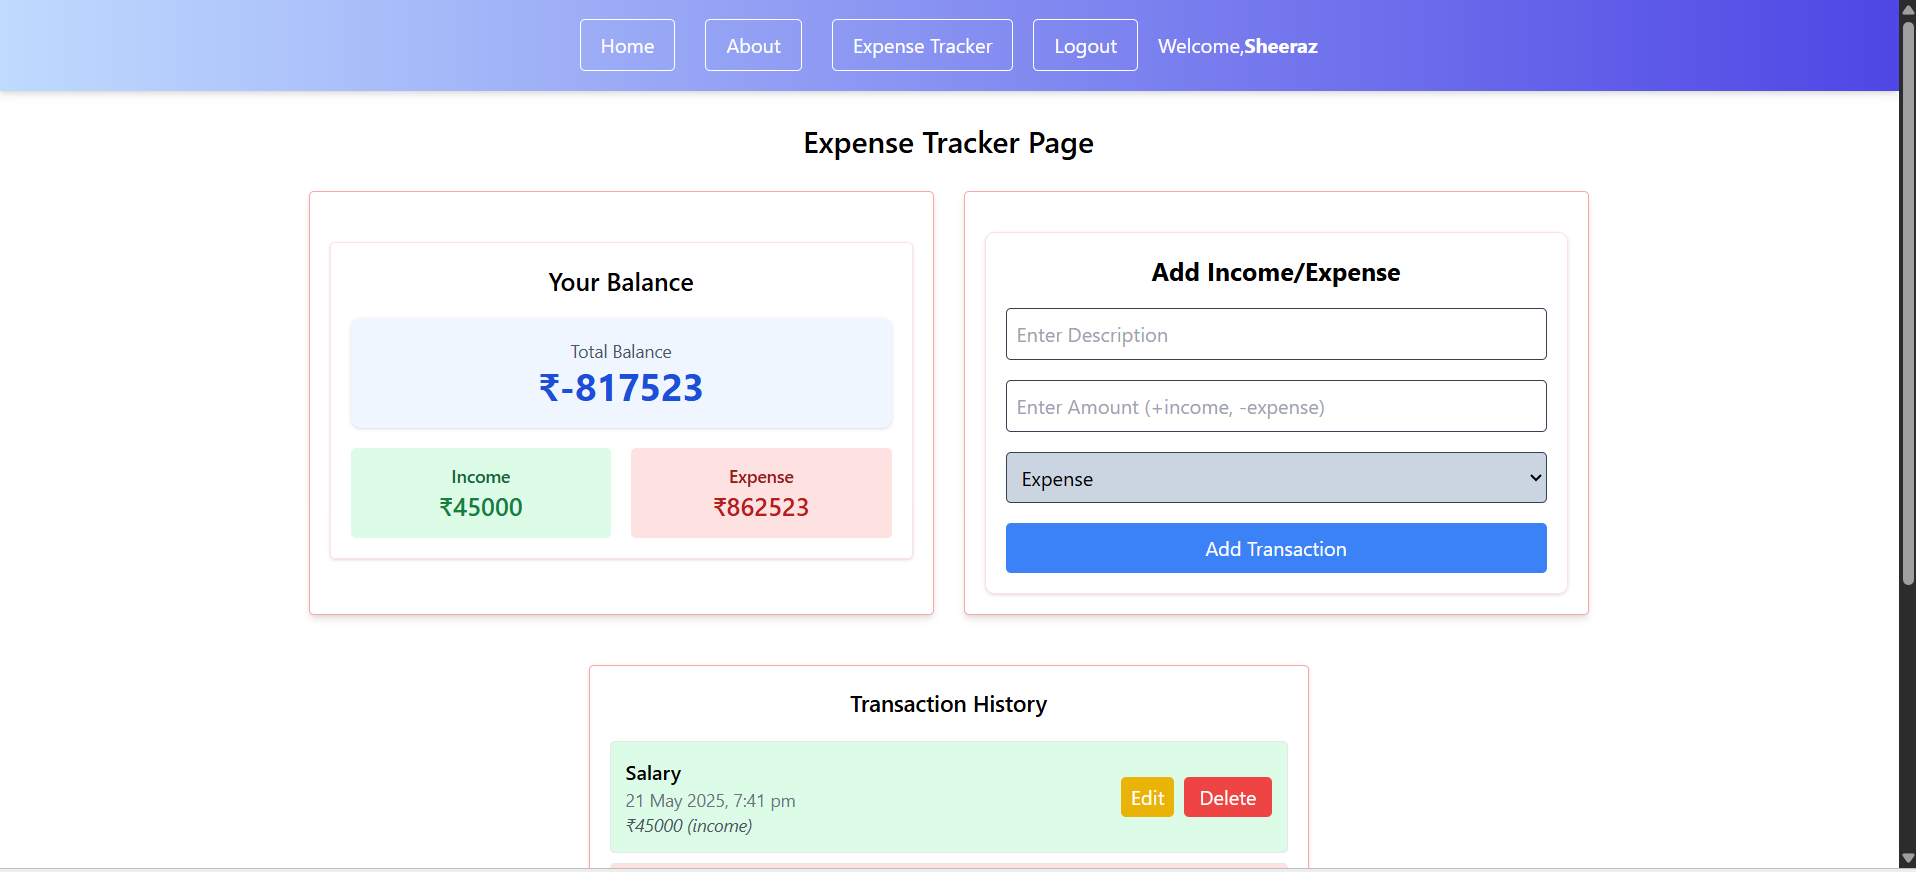 Home
About
Expense Tracker
Logout
Welcome,Sheeraz
Expense Tracker Page
Your Balance
Total Balance
₹-817523
Income
₹45000
Expense
₹862523
Add Income/Expense
Enter Description
Enter Amount (+income, -expense)
Expense
Add Transaction
Transaction History
Salary
21 May 2025, 7:41 pm
₹45000 (income)
Edit
Delete